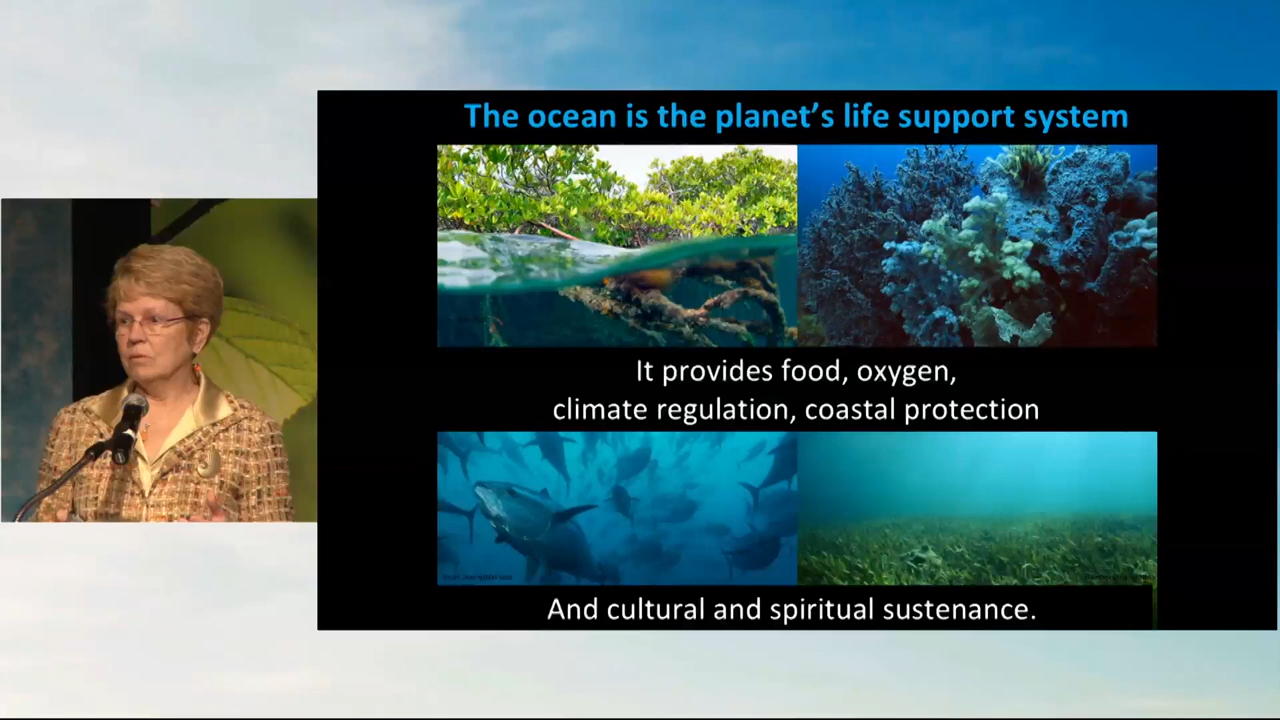 The ocean is the planet’s life support system
It provides food, oxygen,
climate regulation, coastal protection
And cultural and spiritual sustenance.